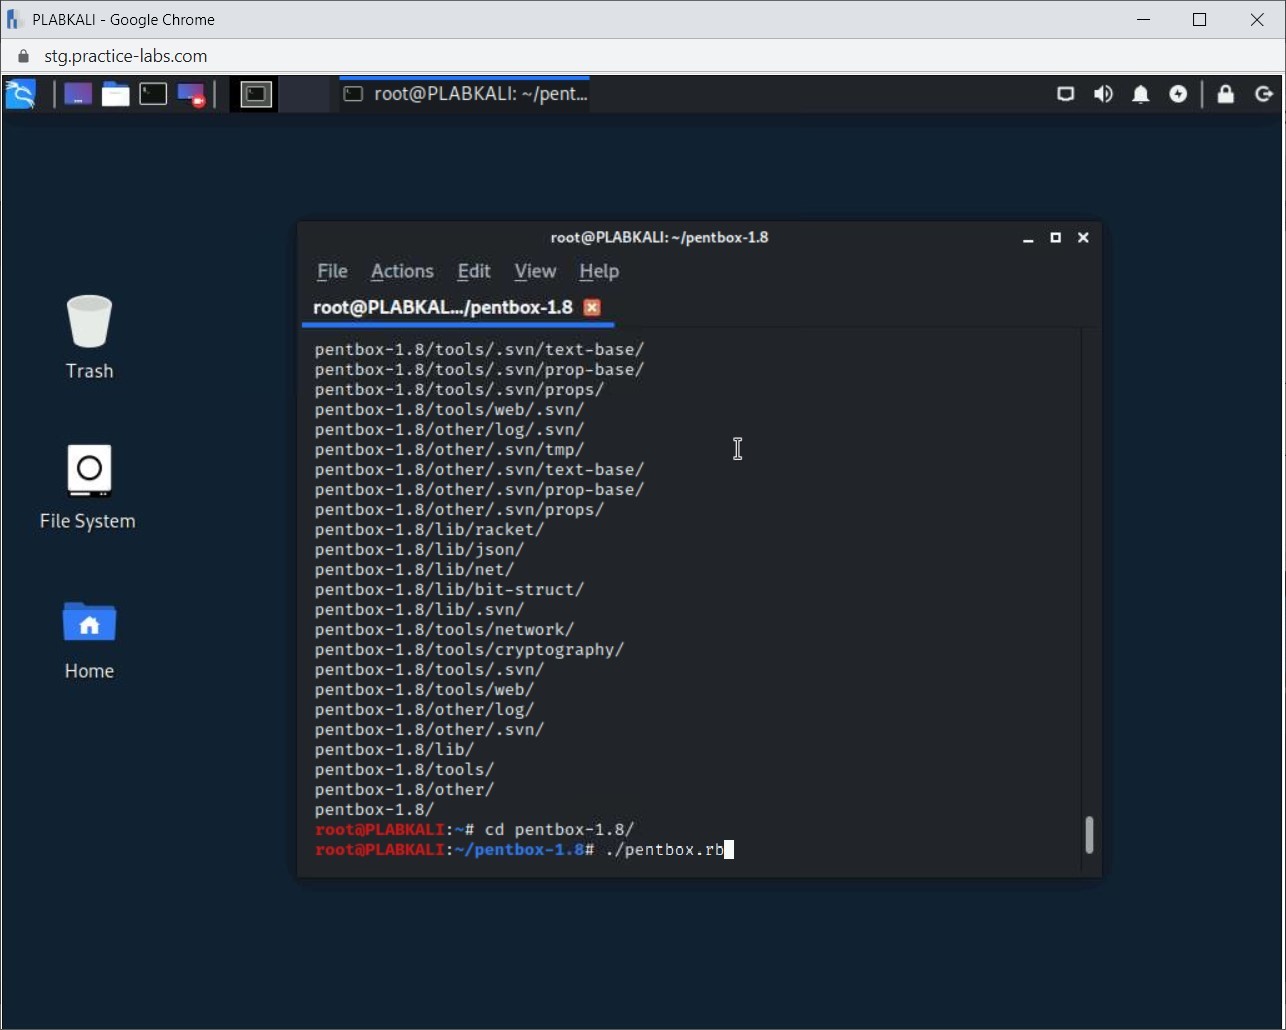 PLABKALI - Google Chrome
stg.practice-labs.com
root@PLABKALI: ~/pent...
root@PLABKALI: ~/pentbox-1.8
File Actions Edit View Help
root@PLABKAL.../pentbox-1.8
Trash
File System
Home
pentbox-1.8/tools/.svn/text-base/
pentbox-1.8/tools/.svn/prop-base/
pentbox-1.8/tools/.svn/props/
pentbox-1.8/tools/web/.svn/
pentbox-1.8/other/log/.svn/
pentbox-1.8/other/.svn/tmp/
pentbox-1.8/other/.svn/text-base/
pentbox-1.8/other/.svn/prop-base/
pentbox-1.8/other/.svn/props/
pentbox-1.8/lib/racket/
pentbox-1.8/lib/json/
pentbox-1.8/lib/net/
pentbox-1.8/lib/bit-struct/
pentbox-1.8/lib/.svn/
pentbox-1.8/tools/network/
pentbox-1.8/tools/cryptography/
pentbox-1.8/tools/.svn/
pentbox-1.8/tools/web/
pentbox-1.8/other/log/
pentbox-1.8/other/.svn/
pentbox-1.8/lib/
pentbox-1.8/tools/
pentbox-1.8/other/
pentbox-1.8/
root@PLABKALI:~# cd pentbox-1.8/
root@PLABKALI:~/pentbox-1.8# ./pentbox.rb